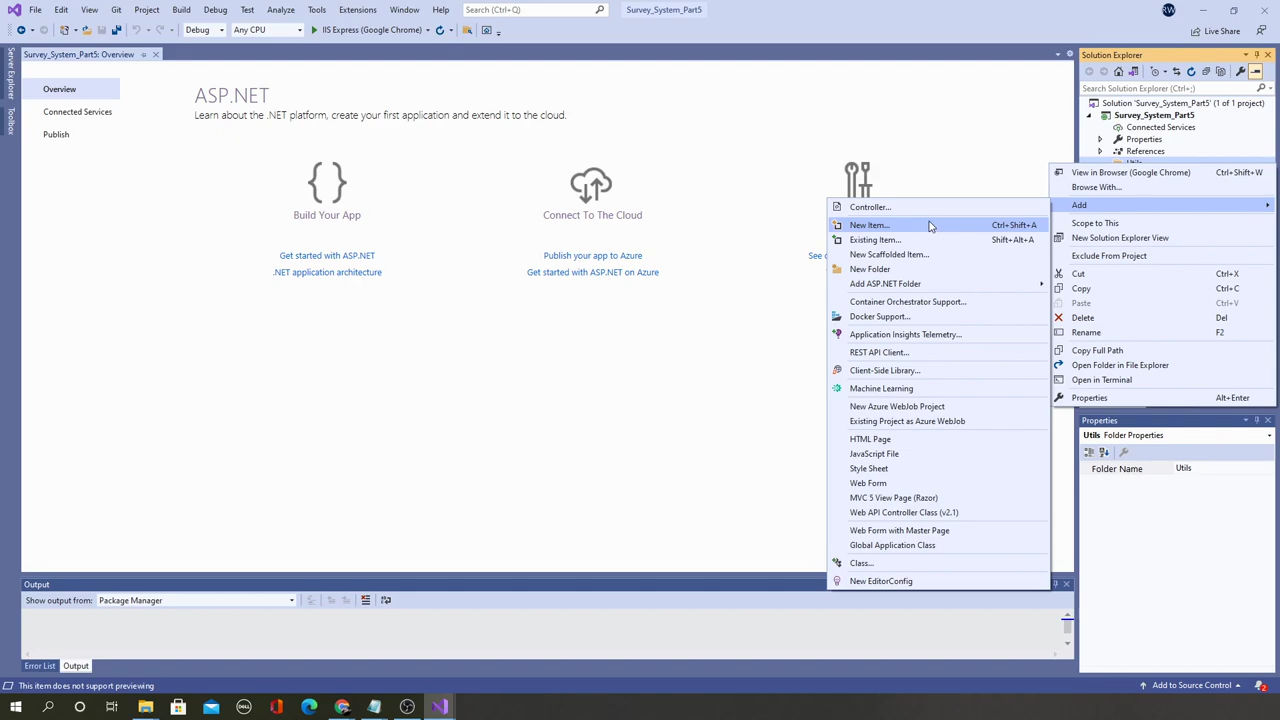 File Edit View Git Project Build Debug Test Analyze Tools Extensions Window Help Search (Ctrl+Q) Survey_System_Part5 RW
Debug Any CPU IIS Express (Google Chrome) Live Share
Survey_System_Part5: Overview
Server Explorer
Toolbox
Overview
Connected Services
Publish
ASP.NET
Learn about the .NET platform, create your first application and extend it to the cloud.
Build Your App
Get started with ASP.NET
.NET application architecture
Connect To The Cloud
Publish your app to Azure
Get started with ASP.NET on Azure
Solution Explorer
Search Solution Explorer (Ctrl+;)
Solution 'Survey_System_Part5' (1 of 1 project)
Survey_System_Part5
Connected Services
Properties
References
Utils
View in Browser (Google Chrome) Ctrl+Shift+W
Browse With...
Add
Scope to This
New Solution Explorer View
Exclude From Project
Cut Ctrl+X
Copy Ctrl+C
Paste Ctrl+V
Delete Del
Rename F2
Copy Full Path
Open Folder in File Explorer
Open in Terminal
Properties Alt+Enter
Controller...
New Item... Ctrl+Shift+A
Existing Item... Shift+Alt+A
New Scaffolded Item...
New Folder
Add ASP.NET Folder
Container Orchestrator Support...
Docker Support...
Application Insights Telemetry...
REST API Client...
Client-Side Library...
Machine Learning
New Azure WebJob Project
Existing Project as Azure WebJob
HTML Page
JavaScript File
Style Sheet
Web Form
MVC 5 View Page (Razor)
Web API Controller Class (v2.1)
Web Form with Master Page
Global Application Class
Class...
New EditorConfig
Properties
Utils Folder Properties
Folder Name Utils
Output
Show output from: Package Manager
Error List Output
This item does not support previewing
Add to Source Control 2